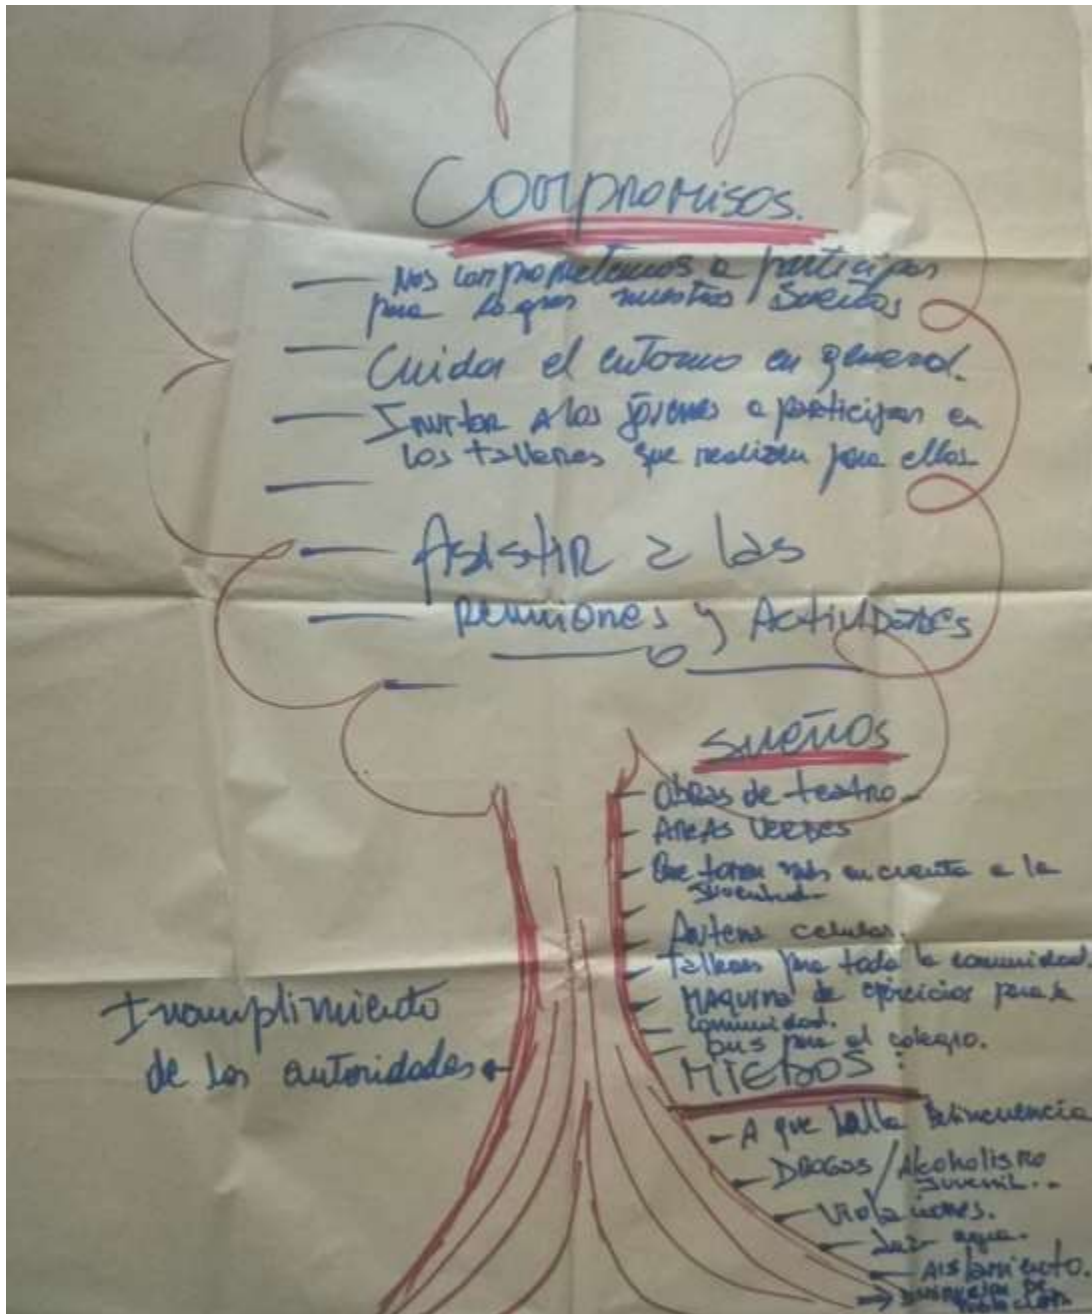 Compromisos.
Nos comprometemos a participar
para lograr nuestros sueños
Cuidar el entorno en general.
Invitar a los jóvenes a participar en
los talleres que realizan para ellos
Asistir a las
reuniones y Actividades
sueños
Obras de teatro
AREAS VERDES
Que tomen más en cuenta a la
juventud.
Antena celular.
talleres para toda la comunidad.
MAQUINA de ejercicios para la
comunidad.
bus para el colegio.
Incumplimiento
de las autoridades
MIEDOS:
- A que halla Delincuencia
DROGAS / Alcoholismo
Juvenil..
Violaciones.
agua.
Aislamiento.